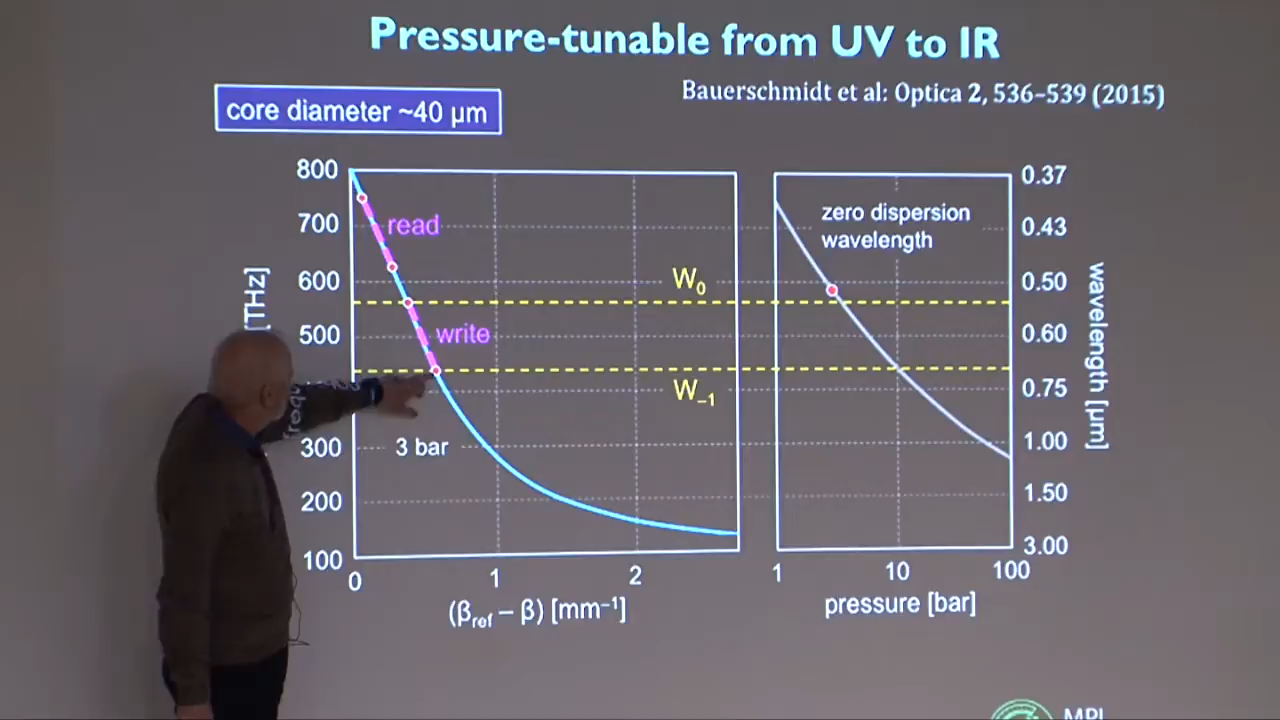 Pressure-tunable from UV to IR
Bauerschmidt et al: Optica 2, 536–539 (2015)
core diameter ~40 µm
800
700
600
500
300
200
100
[THz]
read
write
3 bar
W₀
W₋₁
0
1
2
(βref – β) [mm⁻¹]
zero dispersion
wavelength
0.37
0.43
0.50
0.60
0.75
1.00
1.50
3.00
wavelength [µm]
1
10
100
pressure [bar]
MPL